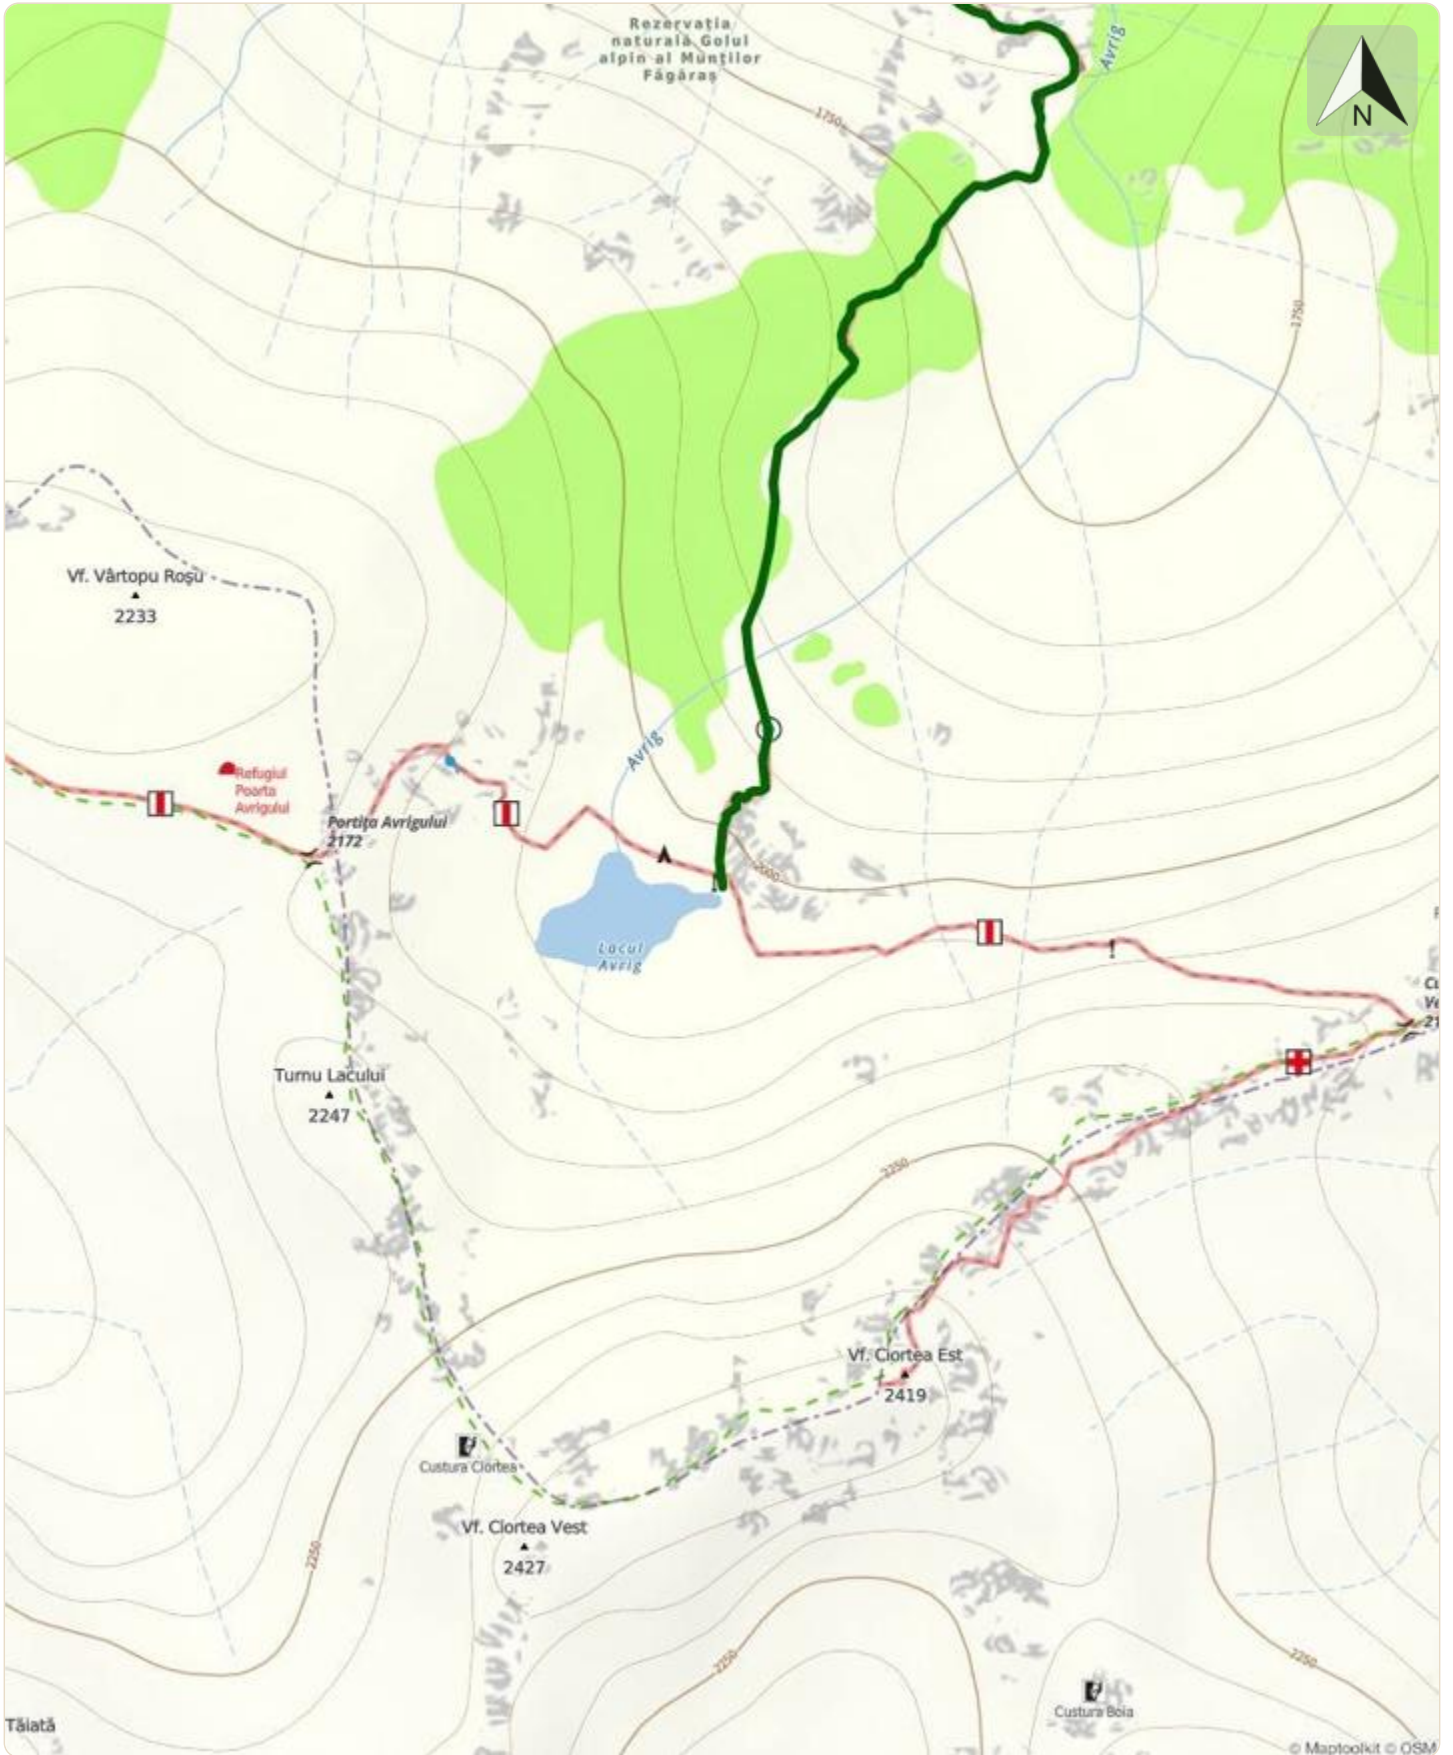 Rezervația
naturală Golul
alpin al Munților
Făgăraș
Avrig
N
1750
1750
Vf. Vârtopu Roșu
2233
Avrig
Refugiul
Poarta
Avrigului
Portița Avrigului
2172
2000
Lacul
Avrig
Turnu Lacului
2247
2250
Vf. Ciortea Est
2419
Custura Ciortea
Vf. Ciortea Vest
2427
2250
2250
2250
Custura Boia
Tăiată
© Maptoolkit © OSM